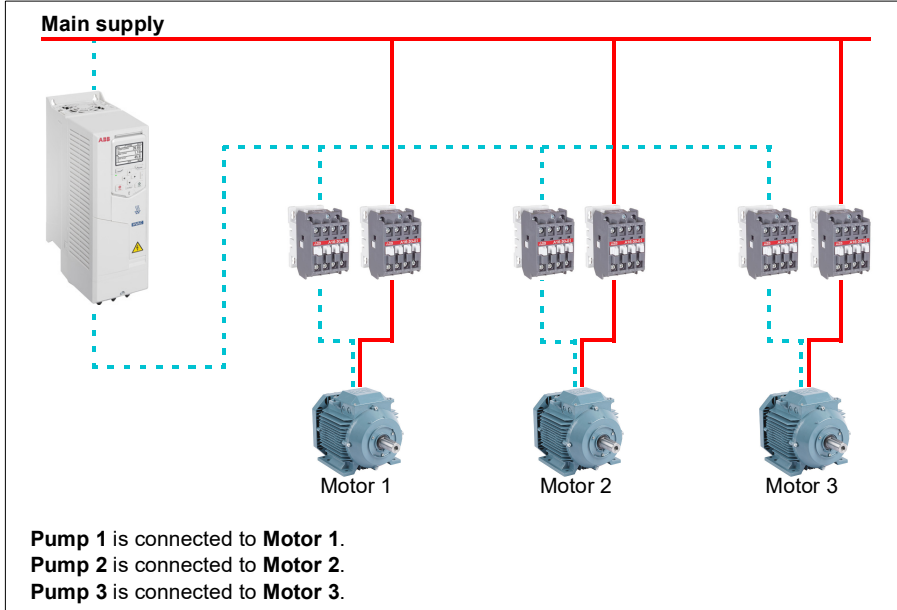 Main supply
ABB
Motor 1 Motor 2 Motor 3
Pump 1 is connected to Motor 1.
Pump 2 is connected to Motor 2.
Pump 3 is connected to Motor 3.